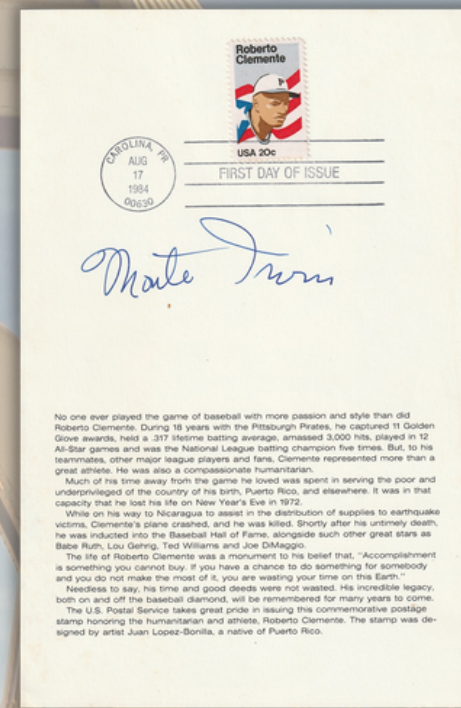 Roberto
Clemente
USA 20c
CAROLINA, PR
AUG
17
1984
00630
FIRST DAY OF ISSUE
Monte Irvin
No one ever played the game of baseball with more passion and style than did
Roberto Clemente. During 18 years with the Pittsburgh Pirates, he captured 11 Golden
Glove awards, held a .317 lifetime batting average, amassed 3,000 hits, played in 12
All-Star games and was the National League batting champion five times. But, to his
teammates, other major league players and fans, Clemente represented more than a
great athlete. He was also a compassionate humanitarian.
Much of his time away from the game he loved was spent in serving the poor and
underprivileged of the country of his birth, Puerto Rico, and elsewhere. It was in that
capacity that he lost his life on New Year's Eve in 1972.
While on his way to Nicaragua to assist in the distribution of supplies to earthquake
victims, Clemente's plane crashed, and he was killed. Shortly after his untimely death,
he was inducted into the Baseball Hall of Fame, alongside such other great stars as
Babe Ruth, Lou Gehrig, Ted Williams and Joe DiMaggio.
The life of Roberto Clemente was a monument to his belief that, "Accomplishment
is something you cannot buy. If you have a chance to do something for somebody
and you do not make the most of it, you are wasting your time on this Earth."
Needless to say, his time and good deeds were not wasted. His incredible legacy,
both on and off the baseball diamond, will be remembered for many years to come.
The U.S. Postal Service takes great pride in issuing this commemorative postage
stamp honoring the humanitarian and athlete, Roberto Clemente. The stamp was de-
signed by artist Juan Lopez-Bonilla, a native of Puerto Rico.